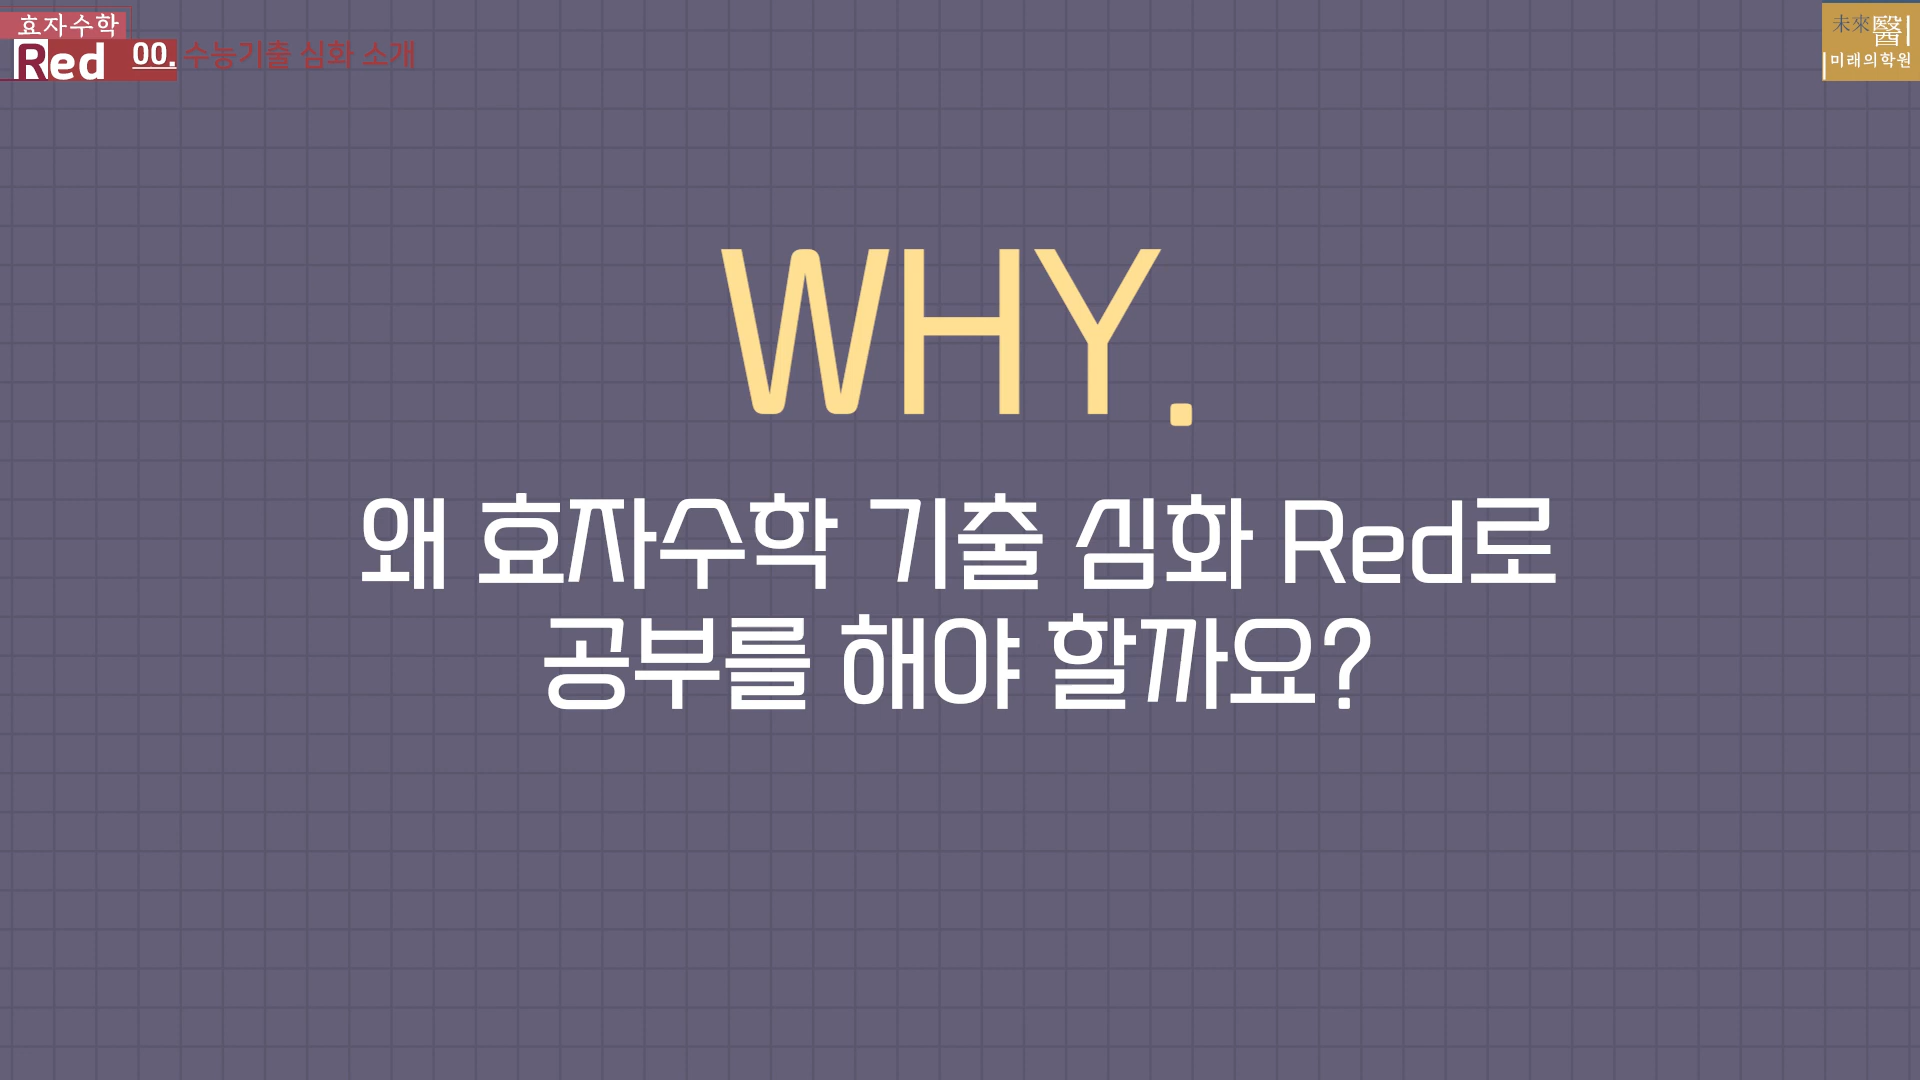 효자수학
Red 00. 수능기출 심화 소개
未來醫
미래의학원
WHY.
왜 효자수학 기출 심화 Red로
공부를 해야 할까요?